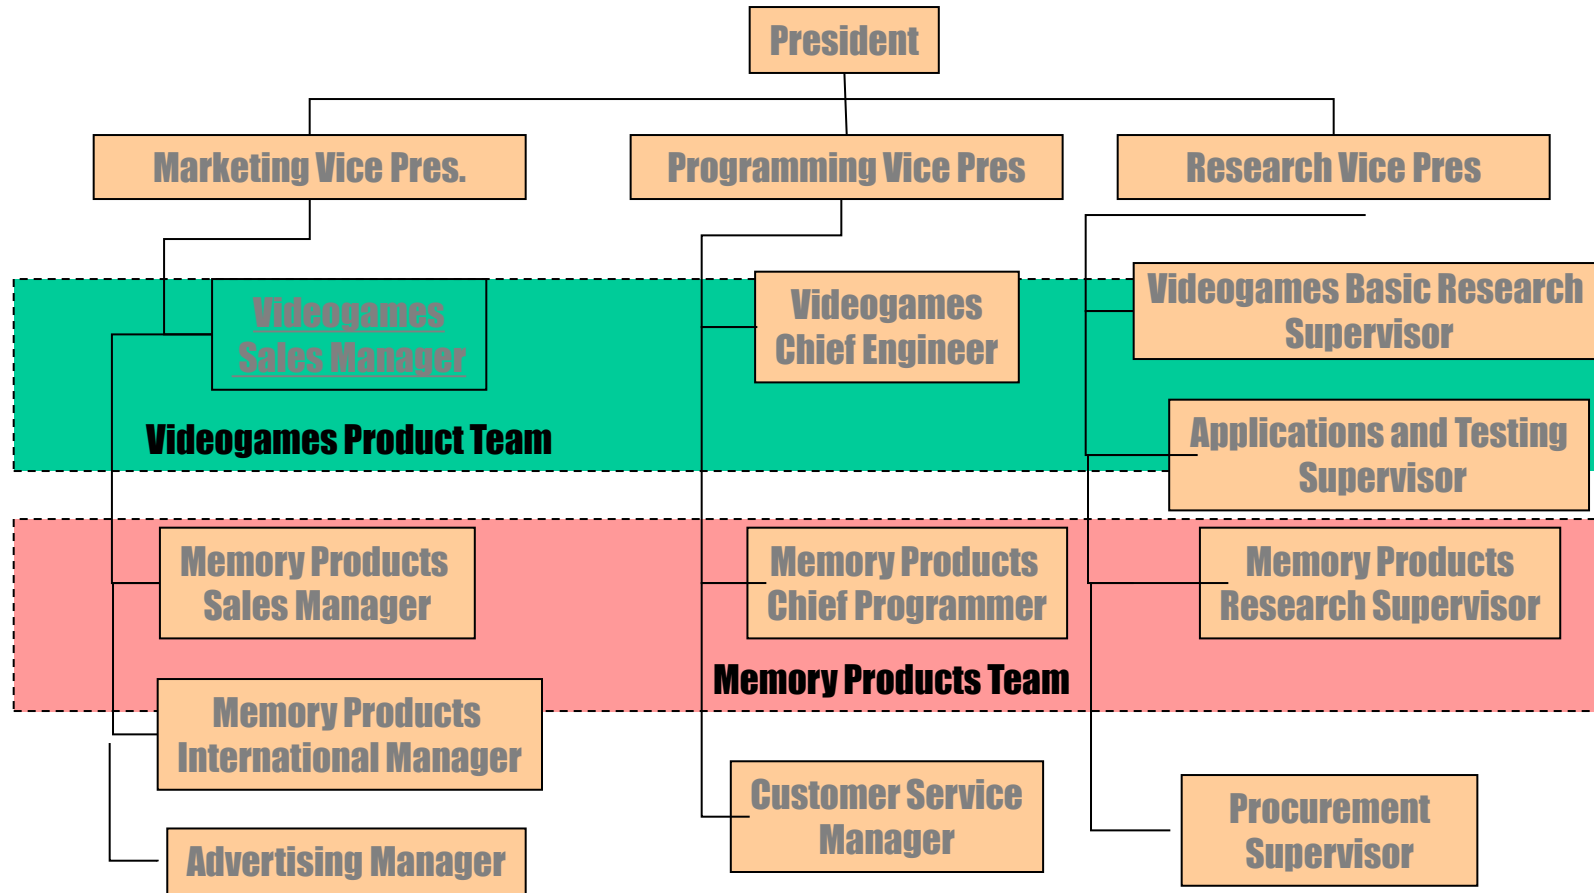 President
Marketing Vice Pres.
Programming Vice Pres
Research Vice Pres
Videogames
Sales Manager
Videogames
Chief Engineer
Videogames Basic Research
Supervisor
Videogames Product Team
Applications and Testing
Supervisor
Memory Products
Sales Manager
Memory Products
Chief Programmer
Memory Products
Research Supervisor
Memory Products Team
Memory Products
International Manager
Customer Service
Manager
Procurement
Supervisor
Advertising Manager